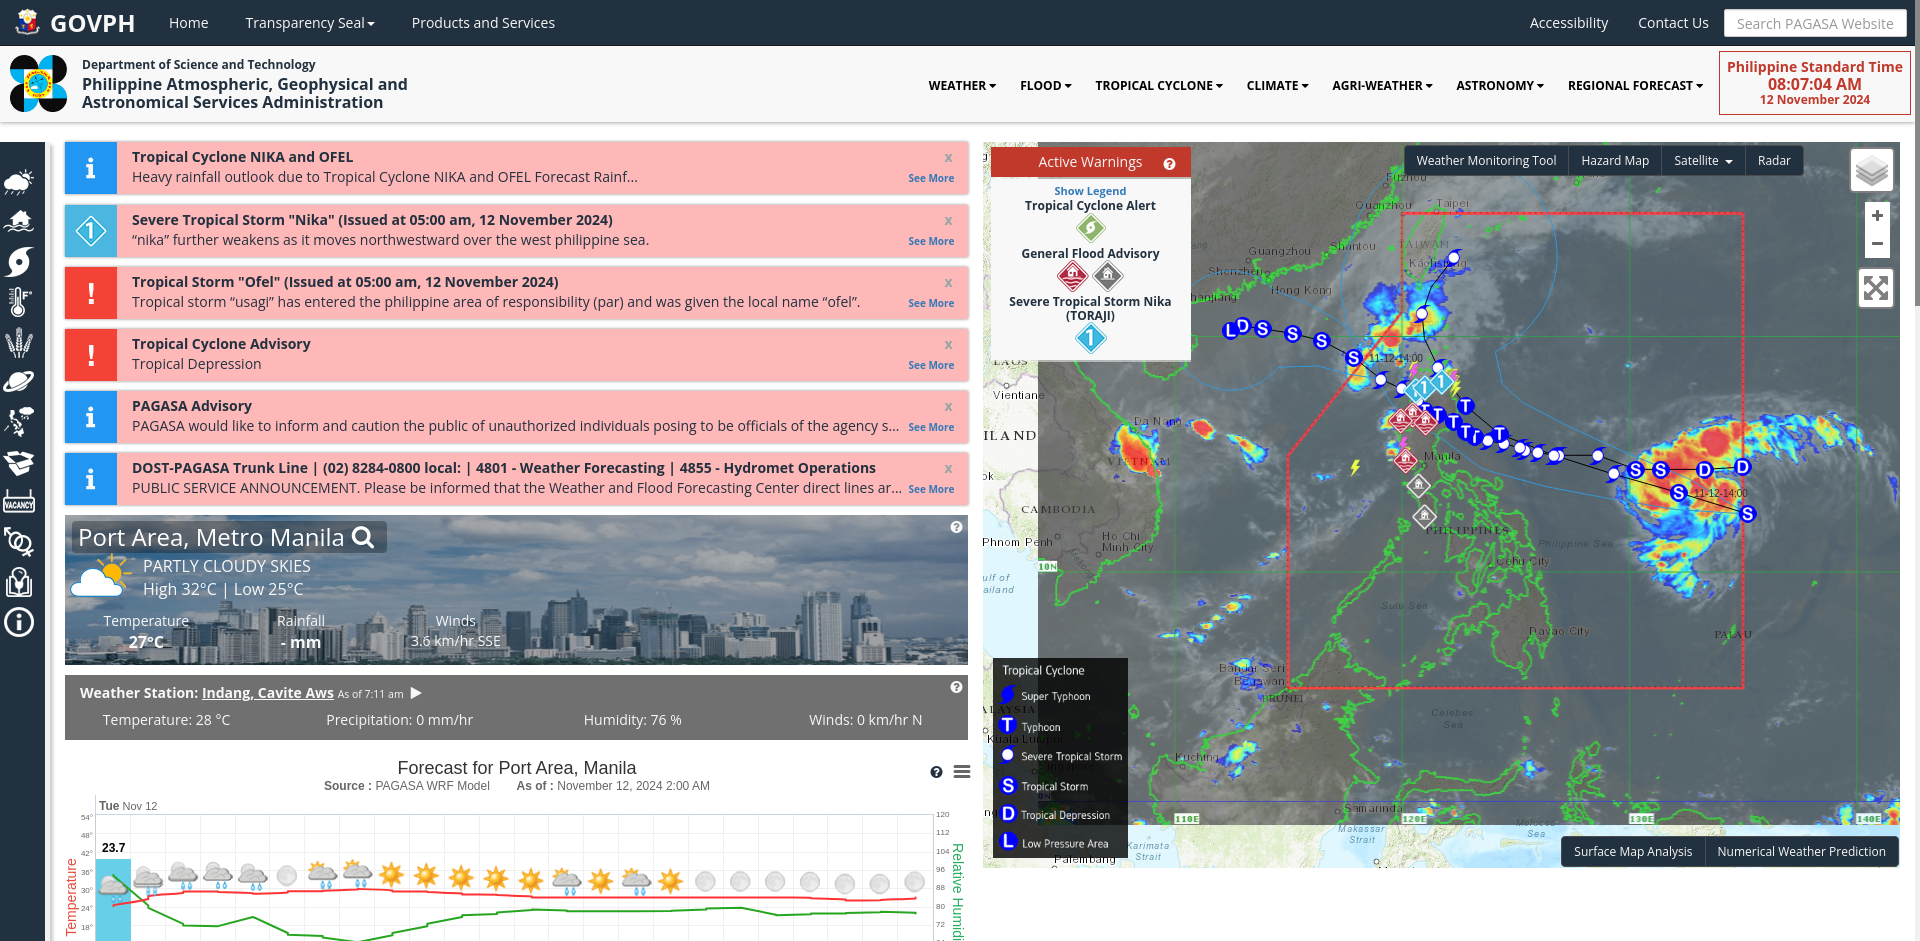 GOVPH
Home
Transparency Seal
Products and Services
Accessibility
Contact Us
Search PAGASA Website
Department of Science and Technology
Philippine Atmospheric, Geophysical and
Astronomical Services Administration
WEATHER
FLOOD
TROPICAL CYCLONE
CLIMATE
AGRI-WEATHER
ASTRONOMY
REGIONAL FORECAST
Philippine Standard Time
08:07:04 AM
12 November 2024
Tropical Cyclone NIKA and OFEL
x
Heavy rainfall outlook due to Tropical Cyclone NIKA and OFEL Forecast Rainf...
See More
1
Severe Tropical Storm "Nika" (Issued at 05:00 am, 12 November 2024)
x
“nika” further weakens as it moves northwestward over the west philippine sea.
See More
Tropical Storm "Ofel" (Issued at 05:00 am, 12 November 2024)
x
Tropical storm “usagi” has entered the philippine area of responsibility (par) and was given the local name “ofel”.
See More
Tropical Cyclone Advisory
x
Tropical Depression
See More
PAGASA Advisory
x
PAGASA would like to inform and caution the public of unauthorized individuals posing to be officials of the agency s...
See More
DOST-PAGASA Trunk Line | (02) 8284-0800 local: | 4801 - Weather Forecasting | 4855 - Hydromet Operations
x
PUBLIC SERVICE ANNOUNCEMENT. Please be informed that the Weather and Flood Forecasting Center direct lines ar...
See More
VACANCY
Port Area, Metro Manila
PARTLY CLOUDY SKIES
High 32°C | Low 25°C
Temperature
Rainfall
Winds
27°C
- mm
3.6 km/hr SSE
Weather Station: Indang, Cavite Aws As of 7:11 am
Temperature: 28 °C
Precipitation: 0 mm/hr
Humidity: 76 %
Winds: 0 km/hr N
Forecast for Port Area, Manila
Source : PAGASA WRF Model
As of : November 12, 2024 2:00 AM
Tue Nov 12
54°
48°
42°
36°
30°
24°
18°
23.7
Temperature
120
112
104
96
88
80
72
Relative Humidi
Active Warnings
Show Legend
Tropical Cyclone Alert
General Flood Advisory
Severe Tropical Storm Nika
(TORAJI)
1
Weather Monitoring Tool
Hazard Map
Satellite
Radar
+
−
Fuzhou
Quanzhou
Taipei
Guangzhou
Shantou
TAIWAN
Shenzhen
Kaohsiung
Hong Kong
hanjiang
L
D
S
S
S
S
11-12-14:00
LAOS
Vientiane
ILAND
Da Nang
VIETNAM
1
1
T
T
T
T
T
T
Manila
S
S
D
D
S
11-12-14:00
S
ok
CAMBODIA
Phnom Penh
Ho Chi
Minh City
PHILIPPINES
Philippine Sea
Cebu City
10N
ulf of
ailand
Sulu Sea
Davao City
PALAU
Bandar Seri
Begawan
BRUNEI
Celebes
Sea
ALAYSIA
Kuala Lumpur
Kuching
Samarinda
110E
120E
130E
140E
Makassar
Strait
Molucca
Sea
Karimata
Strait
Palembang
Tropical Cyclone
Super Typhoon
T
Typhoon
Severe Tropical Storm
S
Tropical Storm
D
Tropical Depression
L
Low Pressure Area
Surface Map Analysis
Numerical Weather Prediction